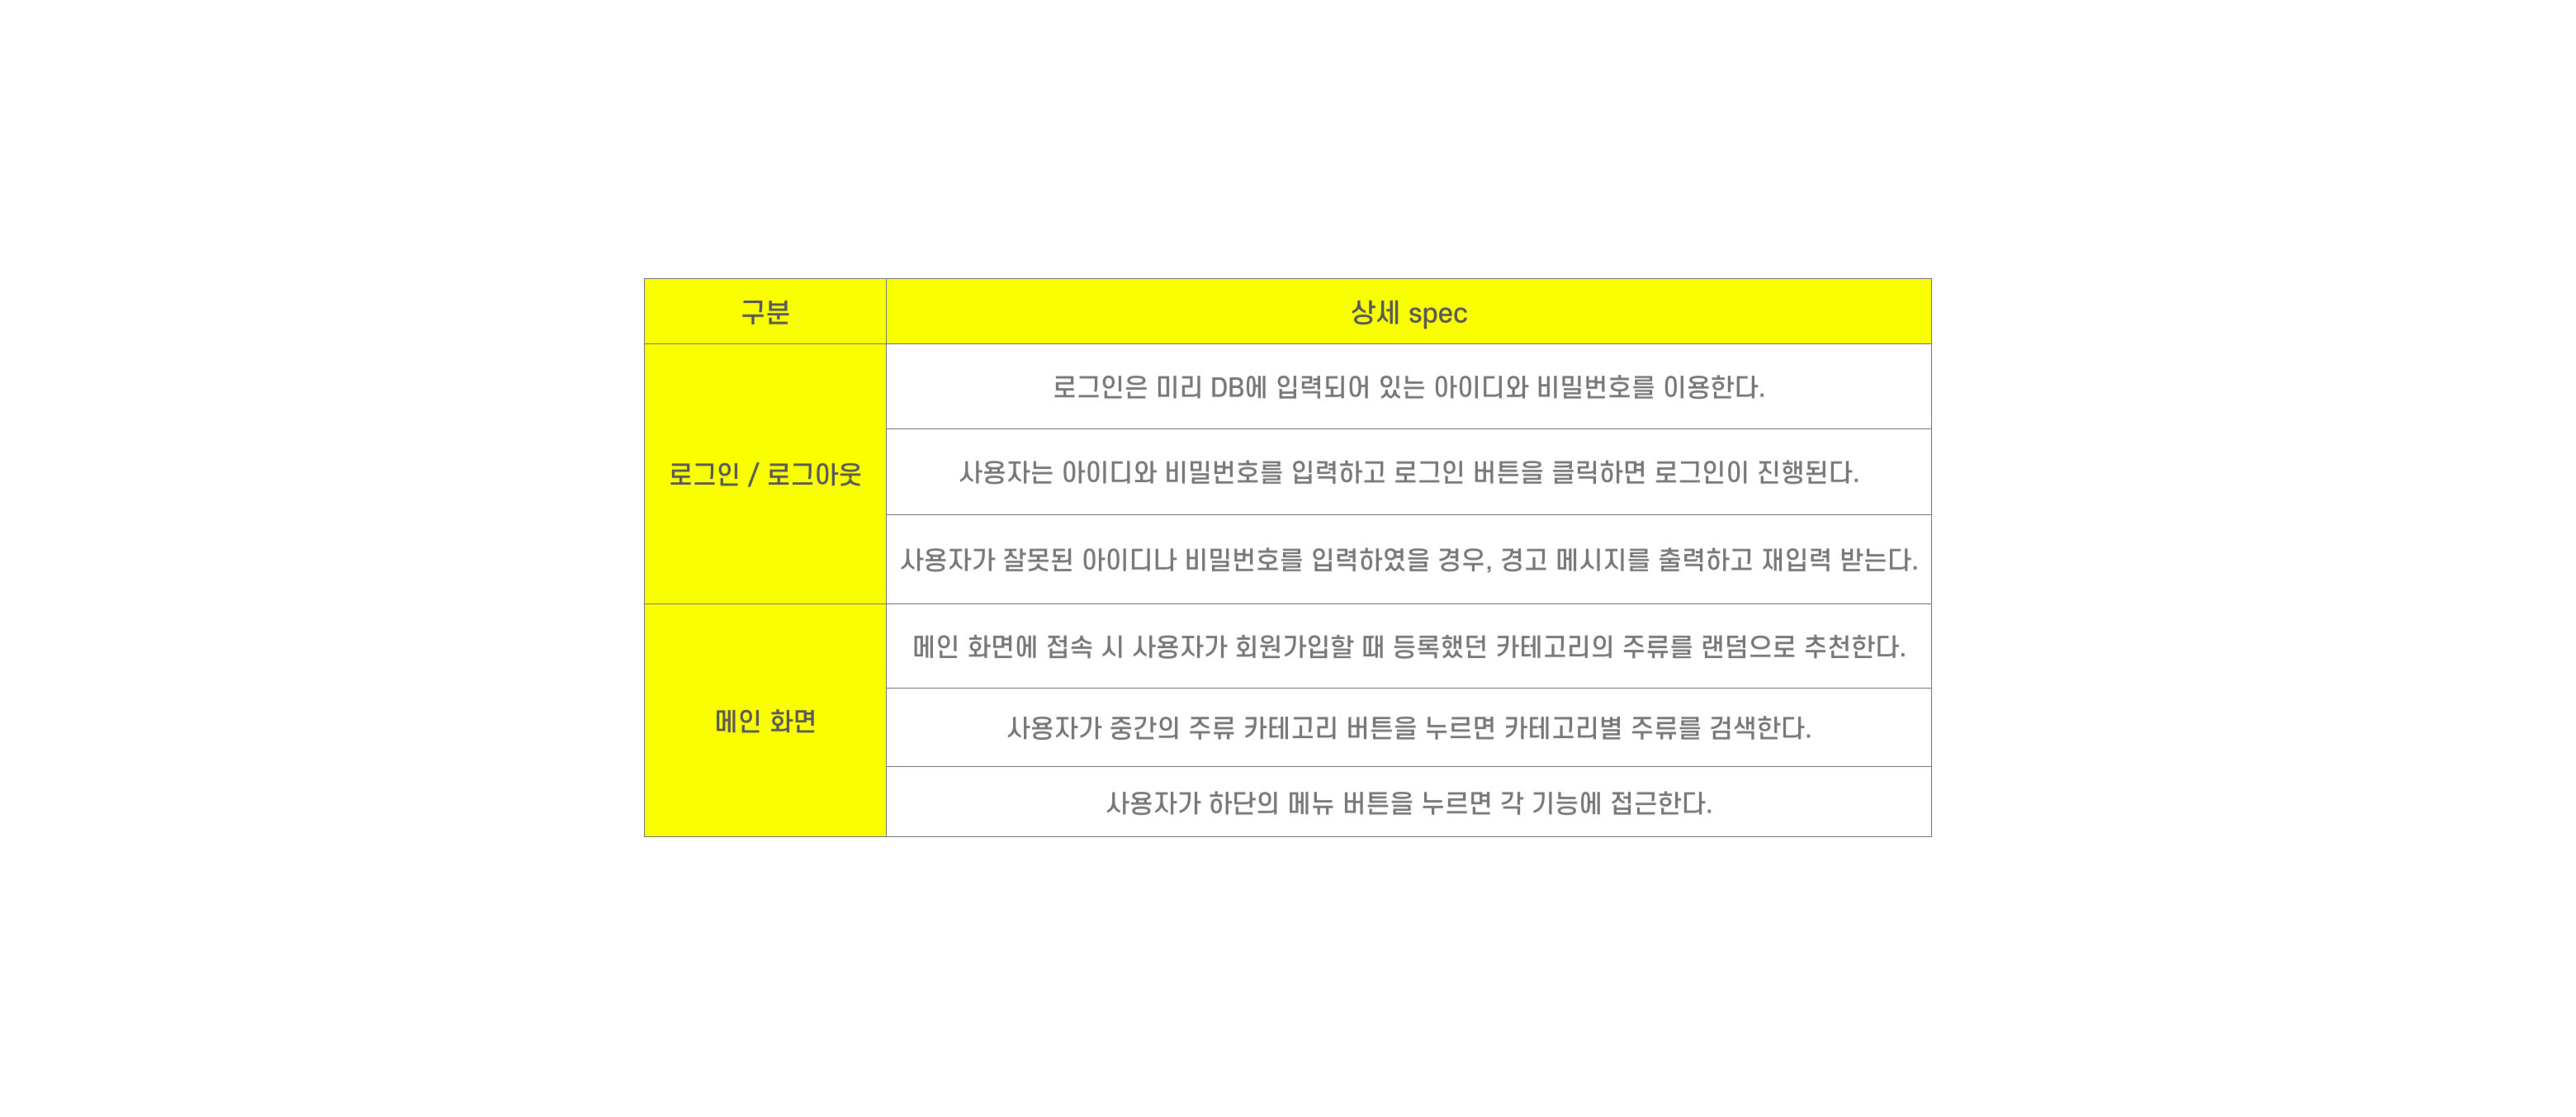 구분
상세 spec
로그인 / 로그아웃
로그인은 미리 DB에 입력되어 있는 아이디와 비밀번호를 이용한다.
사용자는 아이디와 비밀번호를 입력하고 로그인 버튼을 클릭하면 로그인이 진행된다.
사용자가 잘못된 아이디나 비밀번호를 입력하였을 경우, 경고 메시지를 출력하고 재입력 받는다.
메인 화면
메인 화면에 접속 시 사용자가 회원가입할 때 등록했던 카테고리의 주류를 랜덤으로 추천한다.
사용자가 중간의 주류 카테고리 버튼을 누르면 카테고리별 주류를 검색한다.
사용자가 하단의 메뉴 버튼을 누르면 각 기능에 접근한다.